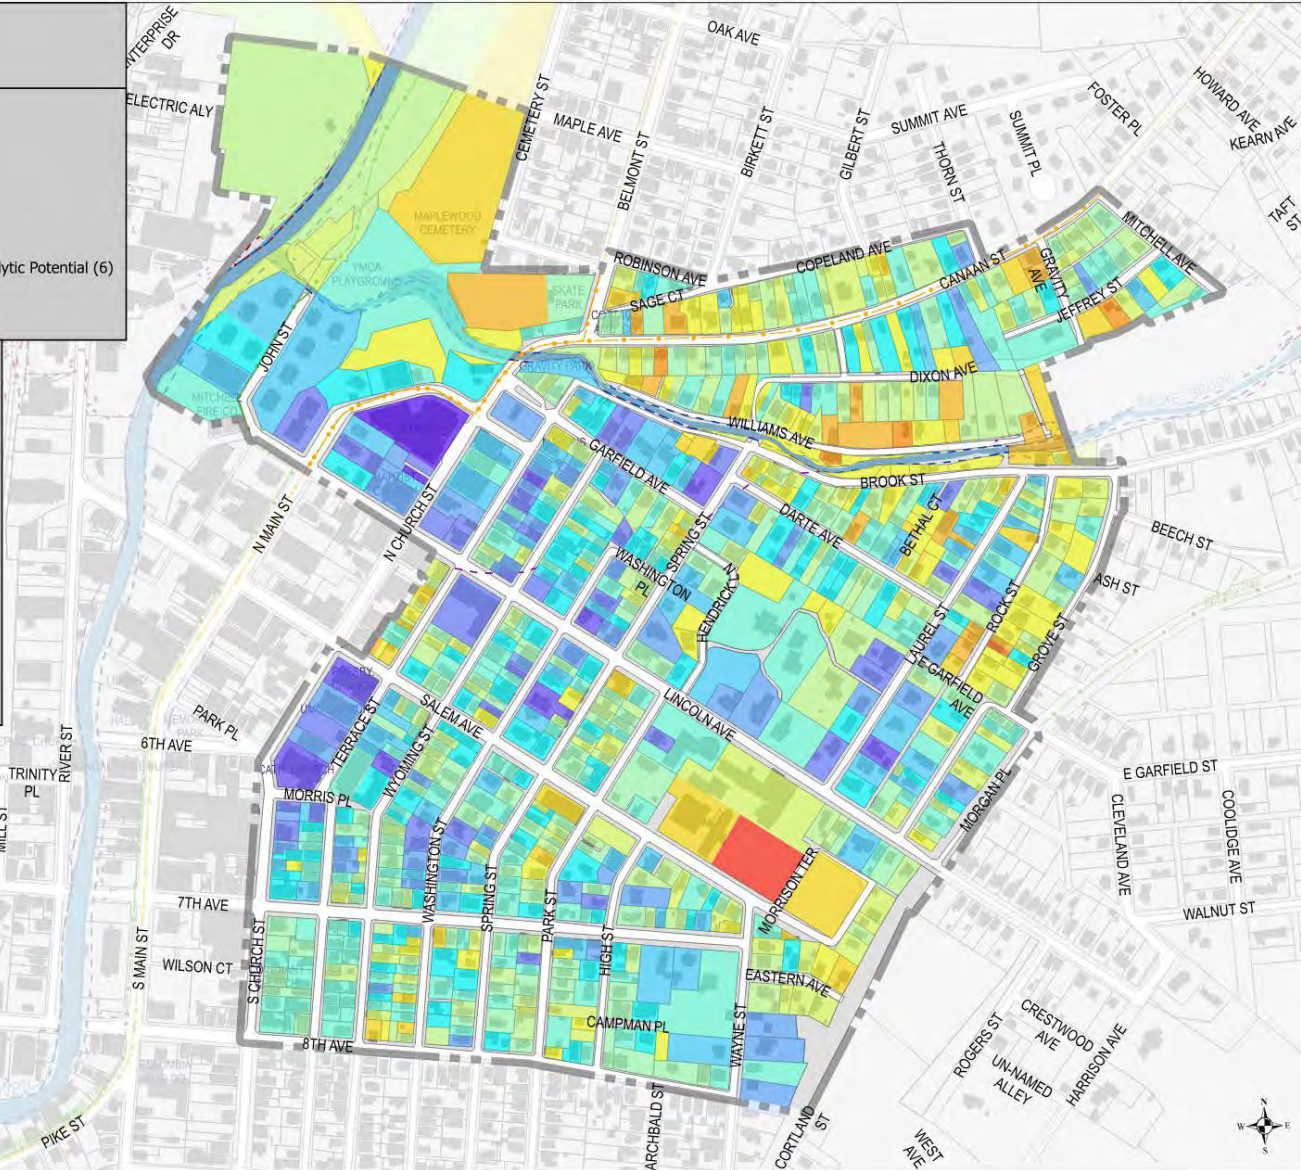 NTERPRISE
DR
ELECTRIC ALY
lytic Potential (6)
OAK AVE
CEMETERY ST
MAPLE AVE
BELMONT ST
BIRKETT ST
GILBERT ST
SUMMIT AVE
THORN ST
SUMMIT PL
FOSTER PL
HOWARD AVE
KEARN AVE
TAFT
ST
MAPLEWOOD
CEMETERY
YMCA
PLAYGROUND
SKATE
PARK
ROBINSON AVE
SAGE CT
COPELAND AVE
CANAAN ST
GRAVITY
AVE
MITCHELL AVE
JEFFREY ST
JOHN ST
GRAVITY PARK
DIXON AVE
WILLIAMS AVE
BROOK ST
GARFIELD AVE
N MAIN ST
N CHURCH ST
SPRING ST
WASHINGTON
PL
DARTE AVE
BETHAL CT
BEECH ST
ASH ST
ROCK ST
LAUREL ST
GROVE ST
E GARFIELD
AVE
LINCOLN AVE
SALEM AVE
PARK PL
6TH AVE
RIVER ST
TRINITY
PL
MILL ST
TERRACE ST
WYOMING ST
MORRIS PL
WASHINGTON ST
SPRING ST
PARK ST
HIGH ST
MORRISON TER
MORGAN PL
E GARFIELD ST
CLEVELAND AVE
COOLIDGE AVE
WALNUT ST
7TH AVE
S CHURCH ST
S MAIN ST
WILSON CT
EASTERN AVE
CAMPMAN PL
WAYNE ST
8TH AVE
PIKE ST
ARCHBALD ST
CORTLAND
ST
ROGERS ST
CRESTWOOD
AVE
UN-NAMED
ALLEY
HARRISON AVE
WEST
AVE
N
W
E
S